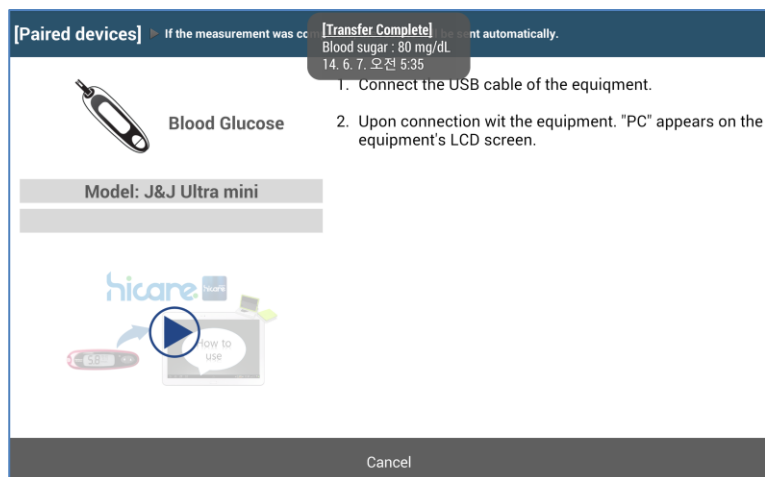 [Paired devices] ▶ If the measurement was com nt automatically.
[Transfer Complete]
Blood sugar : 80 mg/dL
14. 6. 7. 오전 5:35
Blood Glucose
Model: J&J Ultra mini
hicare
How to
use
1. Connect the USB cable of the equiqment.
2. Upon connection wit the equipment. "PC" appears on the
equipment's LCD screen.
Cancel